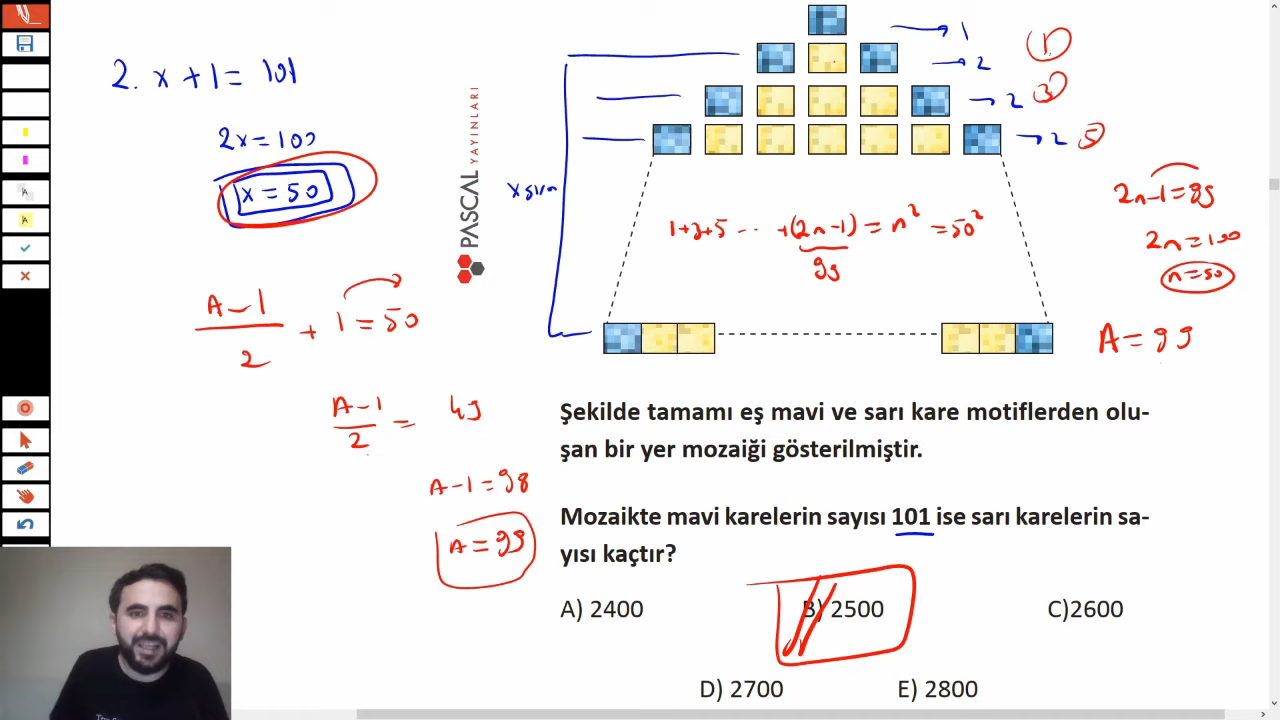 2. x + 1 = 101
2x = 100
x = 50
A - 1
2
+ 1 = 50
A - 1
2
= 49
A - 1 = 98
A = 99
PASCAL YAYINLARI
x sıra
→ 1
→ 2
→ 2
→ 2
1
3
5
1+3+5 ... +(2n-1) = n² = 50²
99
2n-1=99
2n=100
n=50
A = 99
Şekilde tamamı eş mavi ve sarı kare motiflerden olu-
şan bir yer mozaiği gösterilmiştir.
Mozaikte mavi karelerin sayısı 101 ise sarı karelerin sa-
yısı kaçtır?
A) 2400 B) 2500 C)2600
D) 2700 E) 2800